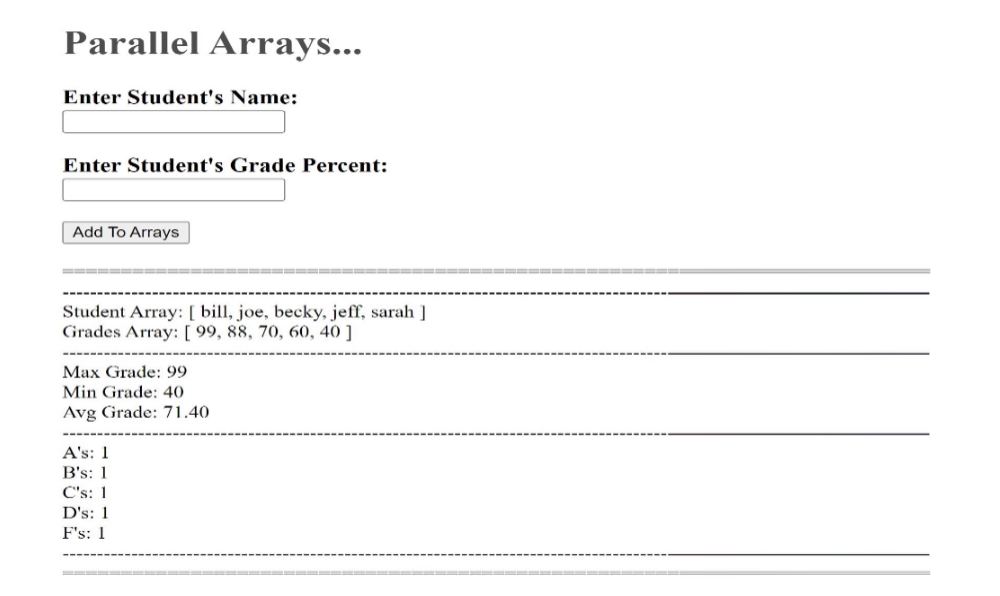 Parallel Arrays...
Enter Student's Name:
Enter Student's Grade Percent:
Add To Arrays
Student Array: [ bill, joe, becky, jeff, sarah ]
Grades Array: [ 99, 88, 70, 60, 40 ]
Max Grade: 99
Min Grade: 40
Avg Grade: 71.40
A's: 1
B's: 1
C's: 1
D's: 1
F's: 1